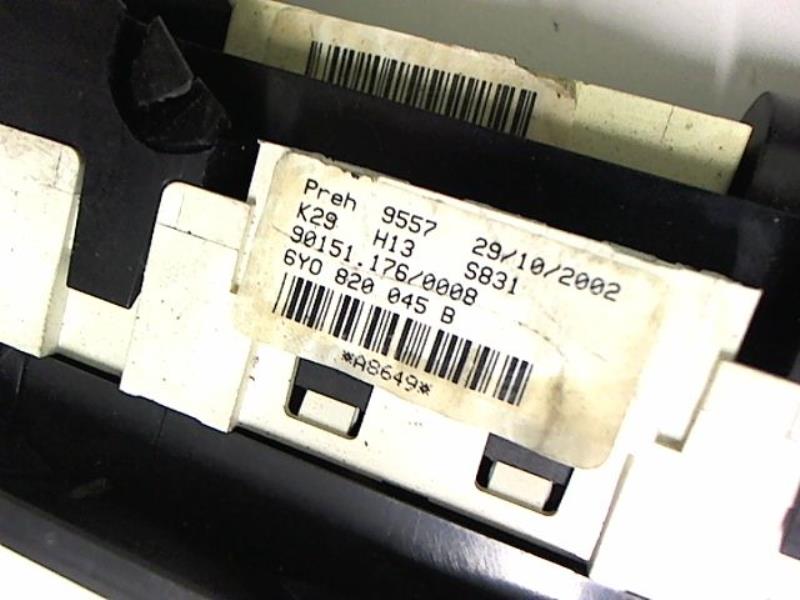 Preh 9557 29/10/2002
K29 H13 S831
90151.176/0008
6Y0 820 045 B
*A8649*